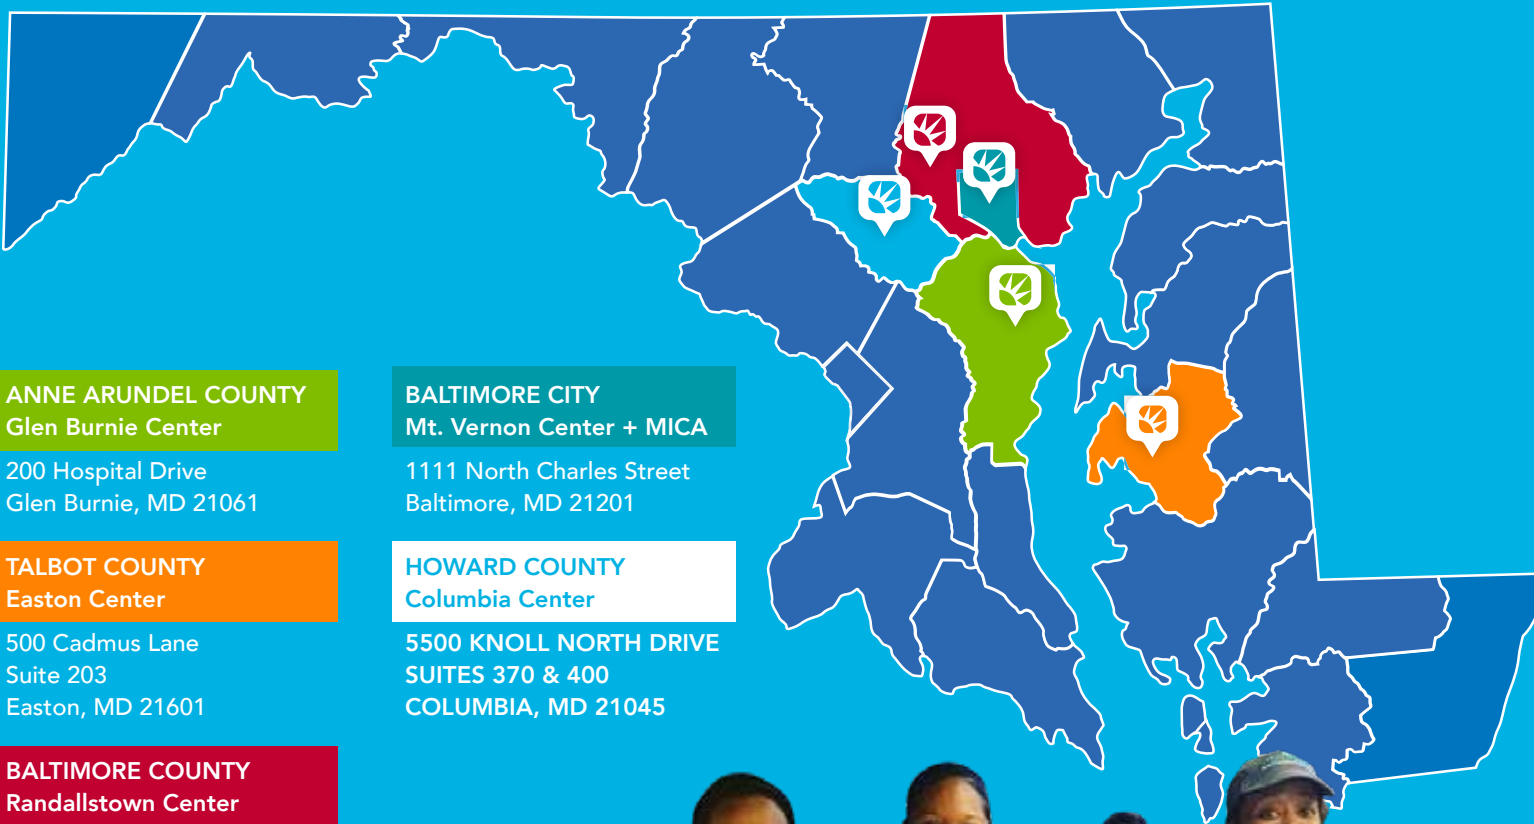 ANNE ARUNDEL COUNTY
Glen Burnie Center
200 Hospital Drive
Glen Burnie, MD 21061
TALBOT COUNTY
Easton Center
500 Cadmus Lane
Suite 203
Easton, MD 21601
BALTIMORE COUNTY
Randallstown Center
BALTIMORE CITY
Mt. Vernon Center + MICA
1111 North Charles Street
Baltimore, MD 21201
HOWARD COUNTY
Columbia Center
5500 KNOLL NORTH DRIVE
SUITES 370 & 400
COLUMBIA, MD 21045